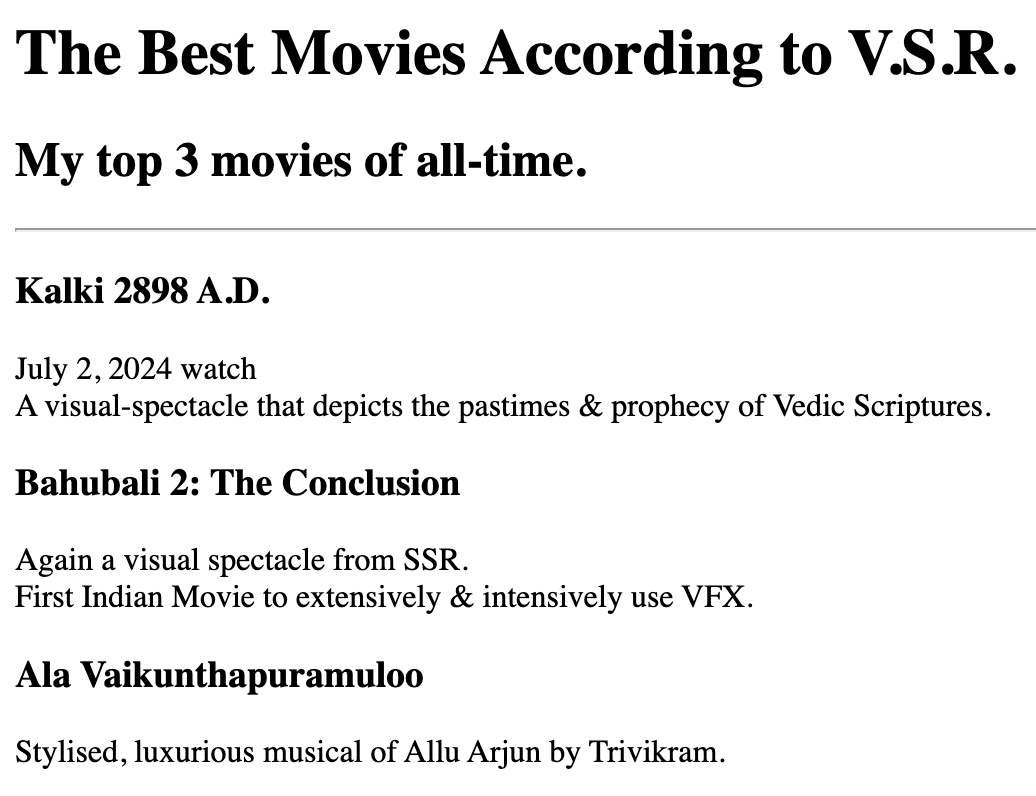 The Best Movies According to V.S.R.
My top 3 movies of all-time.
Kalki 2898 A.D.
July 2, 2024 watch
A visual-spectacle that depicts the pastimes & prophecy of Vedic Scriptures.
Bahubali 2: The Conclusion
Again a visual spectacle from SSR.
First Indian Movie to extensively & intensively use VFX.
Ala Vaikunthapuramuloo
Stylised, luxurious musical of Allu Arjun by Trivikram.